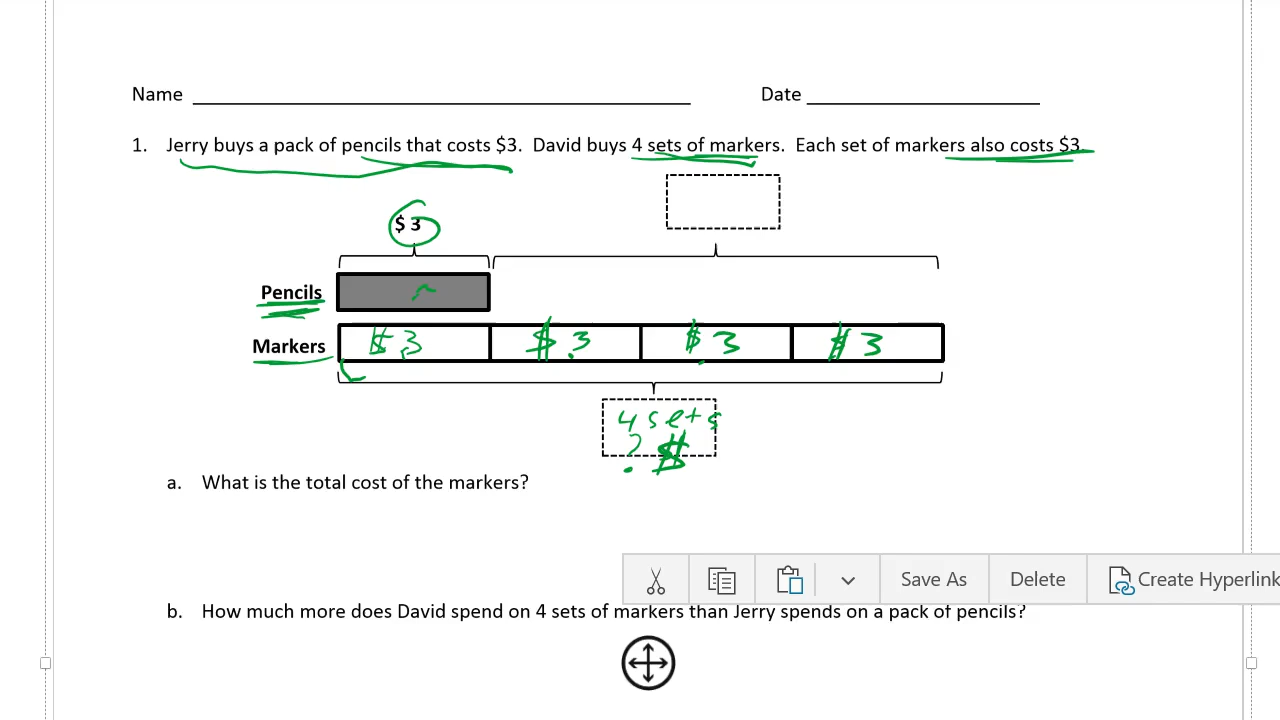 Name Date
1. Jerry buys a pack of pencils that costs $3. David buys 4 sets of markers. Each set of markers also costs $3.
$ 3
Pencils
Markers $3 $3 $3 $3
4 sets
? $
a. What is the total cost of the markers?
Save As Delete Create Hyperlink
b. How much more does David spend on 4 sets of markers than Jerry spends on a pack of pencils?